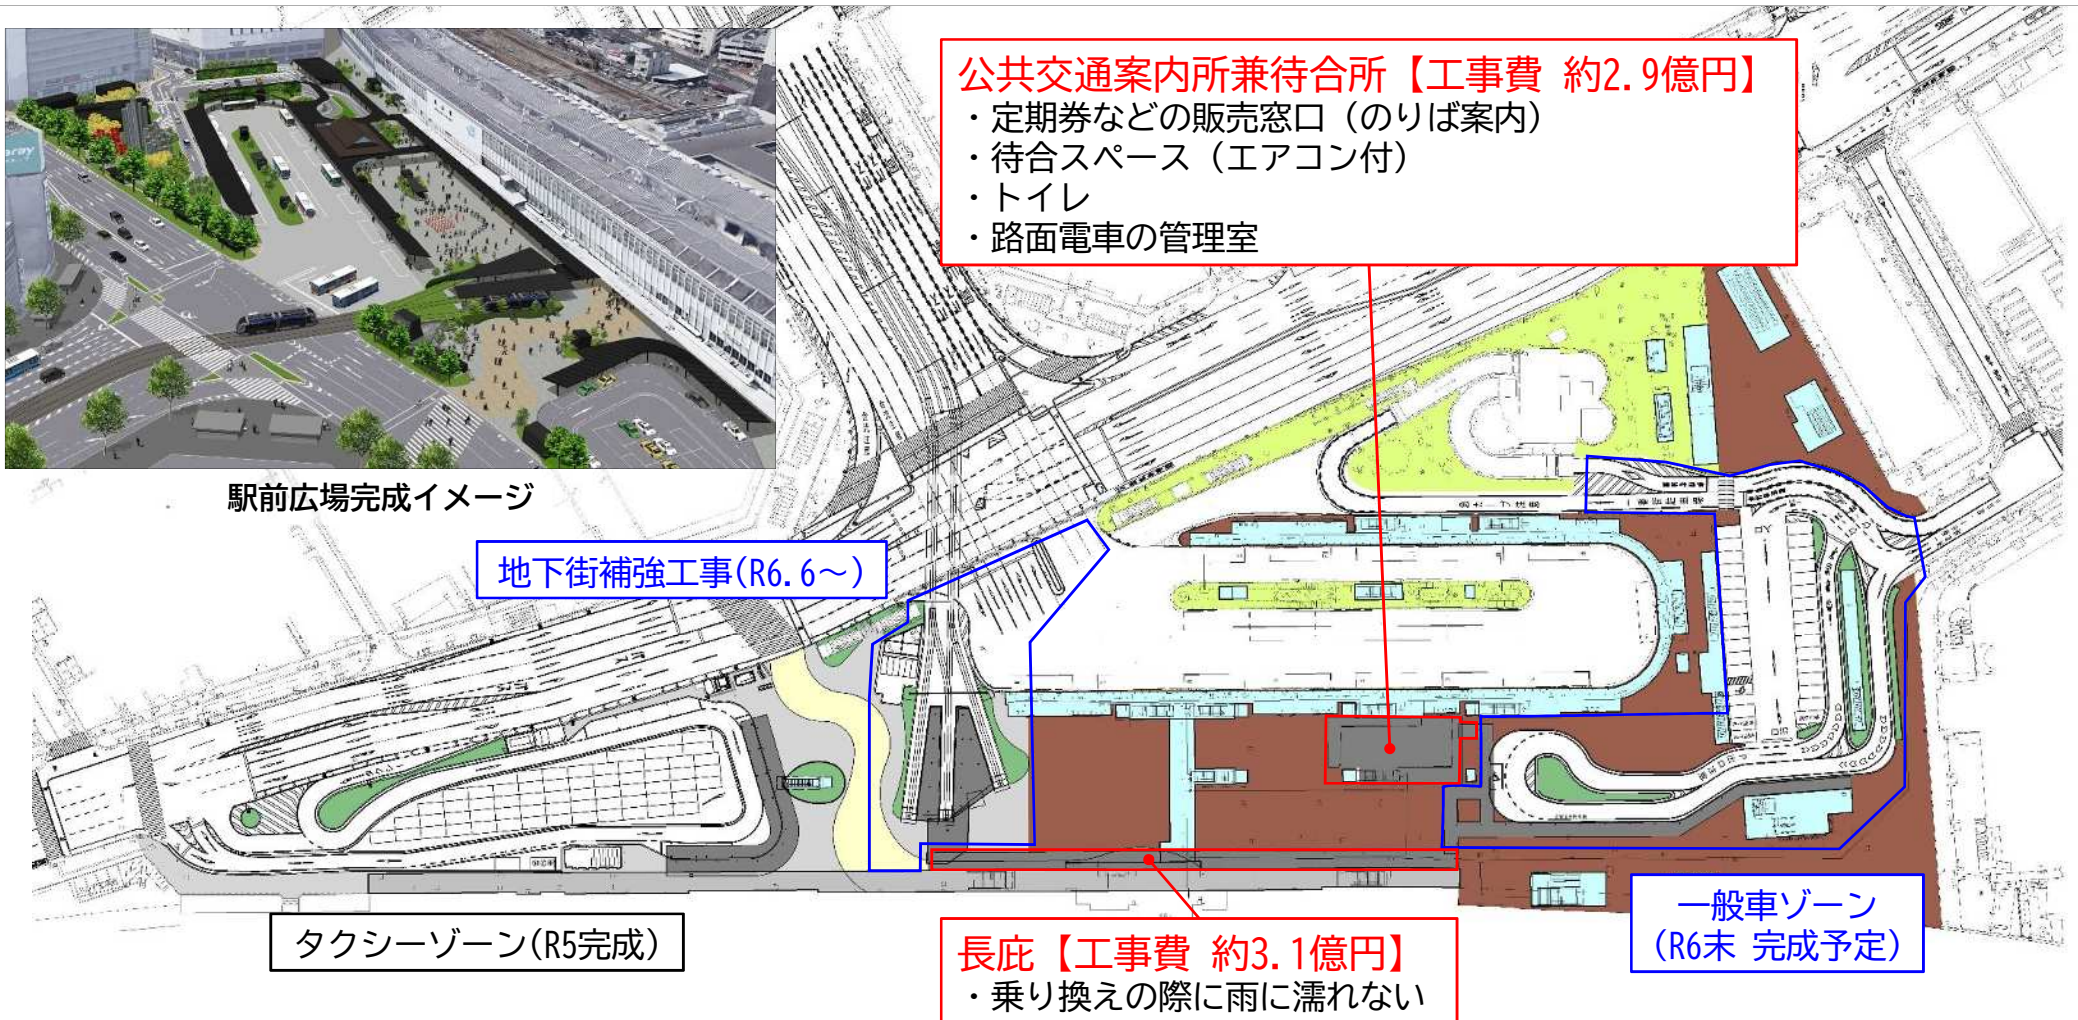 公共交通案内所兼待合所【工事費 約2.9億円】
・定期券などの販売窓口（のりば案内）
・待合スペース（エアコン付）
・トイレ
・路面電車の管理室
駅前広場完成イメージ
地下街補強工事(R6.6～)
タクシーゾーン(R5完成)
長庇【工事費 約3.1億円】
・乗り換えの際に雨に濡れない
一般車ゾーン
(R6末 完成予定)